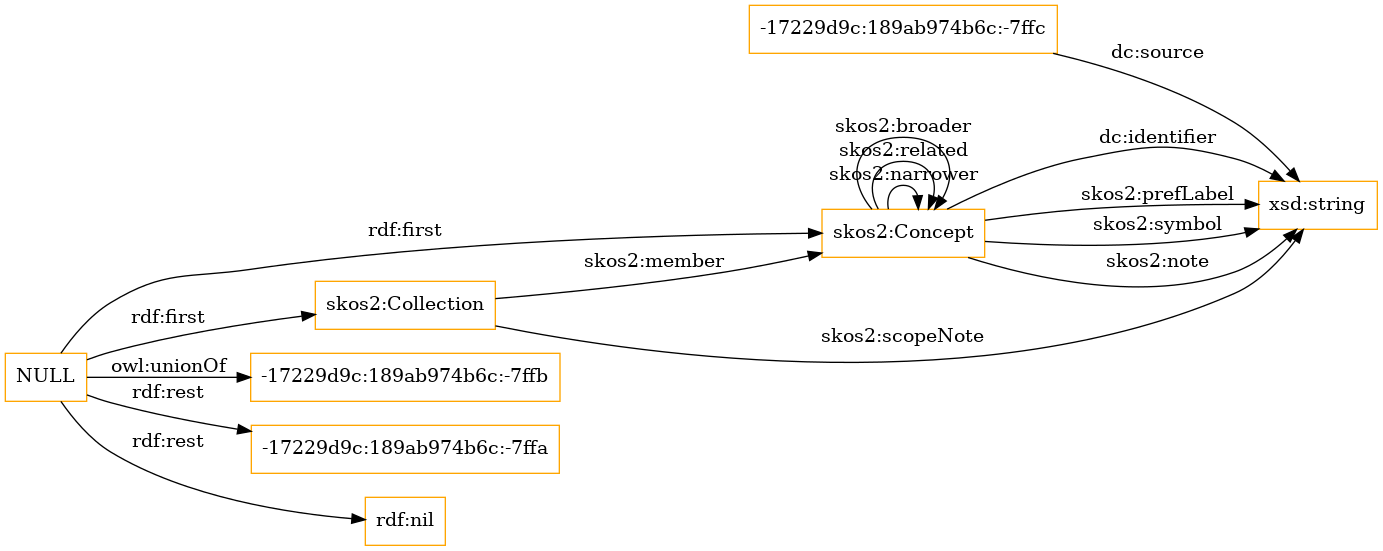 -17229d9c:189ab974b6c:-7ffc
dc:source
skos2:broader
skos2:related
skos2:narrower
dc:identifier
skos2:prefLabel
xsd:string
skos2:symbol
skos2:Concept
rdf:first
skos2:member
skos2:note
skos2:Collection
rdf:first
skos2:scopeNote
NULL
owl:unionOf
-17229d9c:189ab974b6c:-7ffb
rdf:rest
-17229d9c:189ab974b6c:-7ffa
rdf:rest
rdf:nil